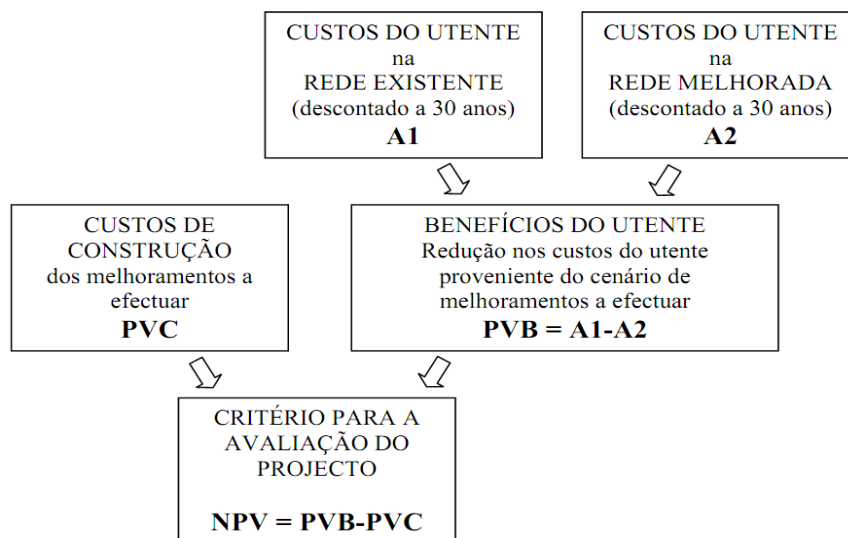 CUSTOS DO UTENTE
na
REDE EXISTENTE
(descontado a 30 anos)
A1
CUSTOS DO UTENTE
na
REDE MELHORADA
(descontado a 30 anos)
A2
CUSTOS DE
CONSTRUÇÃO
dos melhoramentos a
efectuar
PVC
BENEFÍCIOS DO UTENTE
Redução nos custos do utente
proveniente do cenário de
melhoramentos a efectuar
PVB = A1-A2
CRITÉRIO PARA A
AVALIAÇÃO DO
PROJECTO
NPV = PVB-PVC